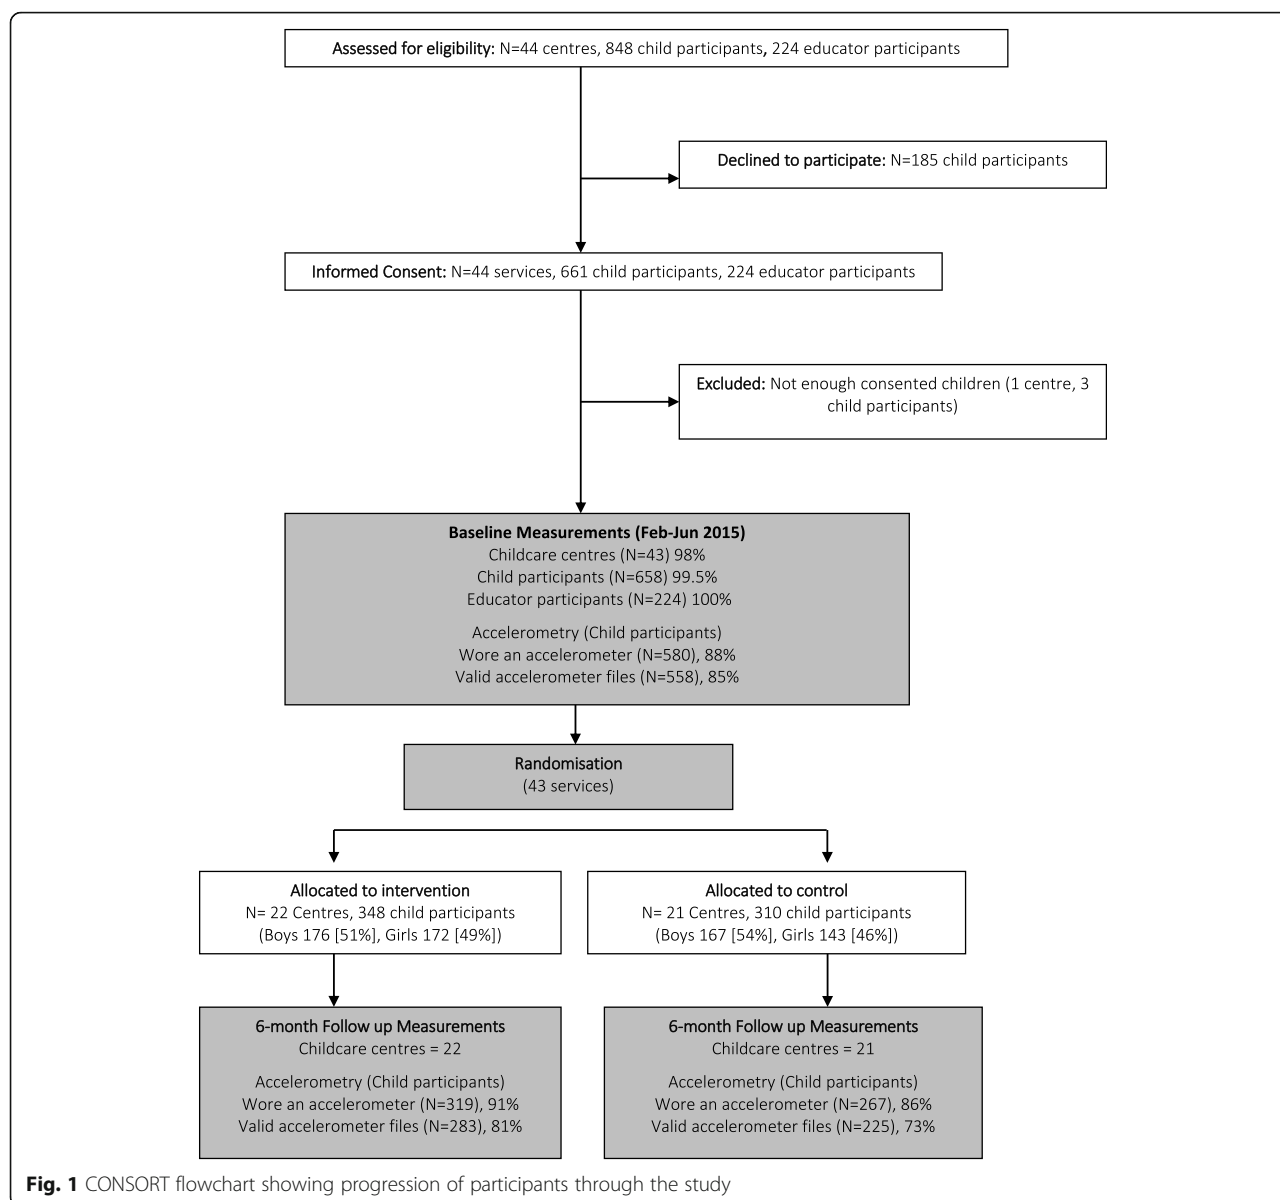 Assessed for eligibility: N=44 centres, 848 child participants, 224 educator participants
Declined to participate: N=185 child participants
Informed Consent: N=44 services, 661 child participants, 224 educator participants
Excluded: Not enough consented children (1 centre, 3
child participants)
Baseline Measurements (Feb-Jun 2015)
Childcare centres (N=43) 98%
Child participants (N=658) 99.5%
Educator participants (N=224) 100%
Accelerometry (Child participants)
Wore an accelerometer (N=580), 88%
Valid accelerometer files (N=558), 85%
Randomisation
(43 services)
Allocated to intervention
N= 22 Centres, 348 child participants
(Boys 176 [51%], Girls 172 [49%])
Allocated to control
N= 21 Centres, 310 child participants
(Boys 167 [54%], Girls 143 [46%])
6-month Follow up Measurements
Childcare centres = 22
Accelerometry (Child participants)
Wore an accelerometer (N=319), 91%
Valid accelerometer files (N=283), 81%
6-month Follow up Measurements
Childcare centres = 21
Accelerometry (Child participants)
Wore an accelerometer (N=267), 86%
Valid accelerometer files (N=225), 73%
Fig. 1 CONSORT flowchart showing progression of participants through the study